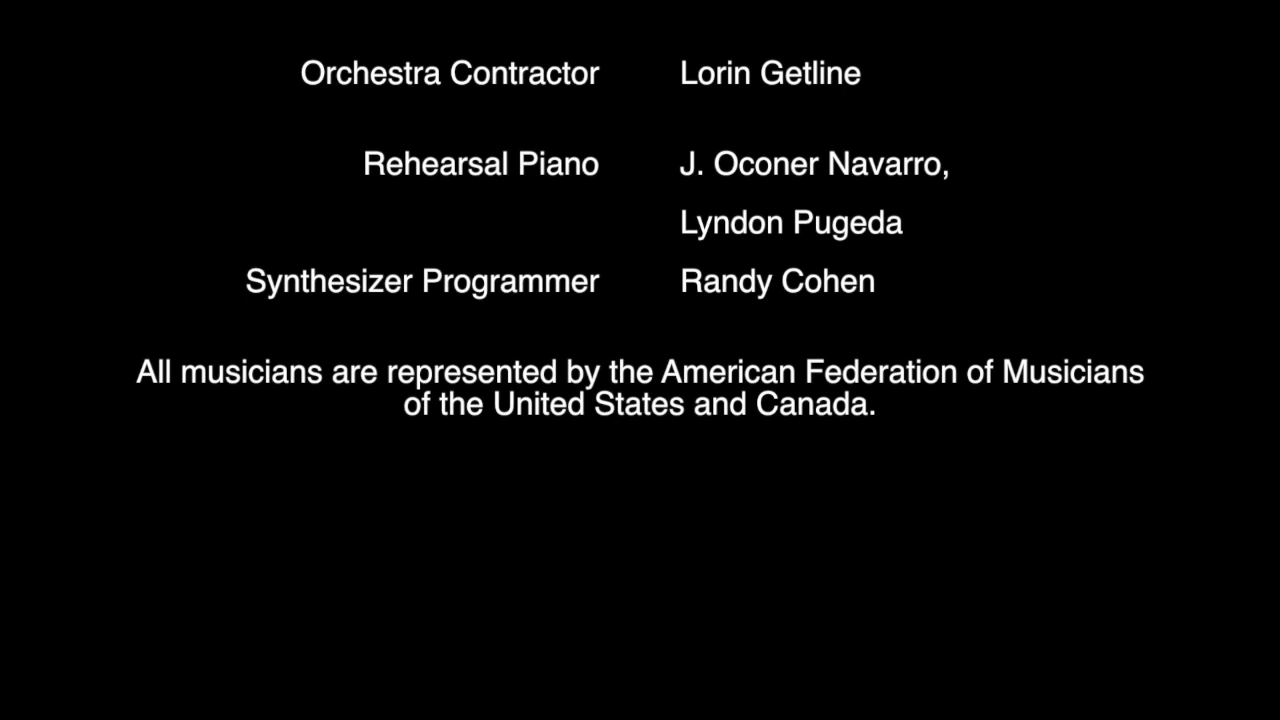 Orchestra Contractor Lorin Getline
Rehearsal Piano J. Oconer Navarro,
Lyndon Pugeda
Synthesizer Programmer Randy Cohen
All musicians are represented by the American Federation of Musicians
of the United States and Canada.